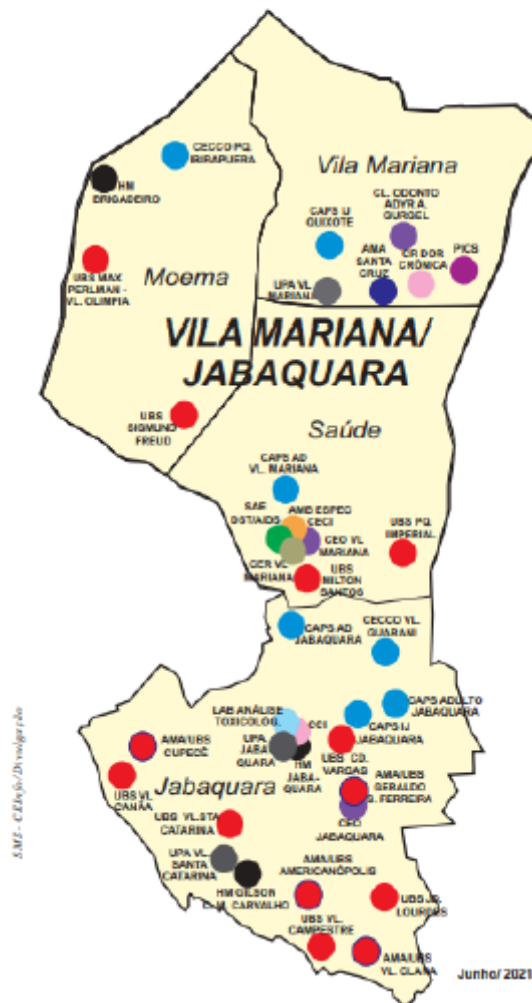 CECCO PQ.
IBIRAPUERA
HM
BRIGADEIRO
Vila Mariana
CL. ODONTO
ADYR A.
GURGEL
CAPS IJ
QUIXOTE
AMA
SANTA
CRUZ
CR DOR
CRÔNICA
PICS
UBS MAX
PERLMAN -
VL. OLIMPIA
Moema
UPA VL.
MARIANA
VILA MARIANA/
JABAQUARA
UBS
SIGMUND
FREUD
Saúde
CAPS AD
VL. MARIANA
SAE
DST/AIDS
AMB ESPEC
CECI
UBS PQ.
IMPERIAL
CEO VL.
MARIANA
CER VL.
MARIANA
UBS
MILTON
SANTOS
CAPS AD
JABAQUARA
CECCO VL.
GUARANI
CAPS ADULTO
JABAQUARA
LAB ANÁLISE
TOXICOLOG.
CCI
CAPS IJ
JABAQUARA
AMA/UBS
CUPECÊ
UPA
JABA
QUARA
HM
JABA-
QUARA
UBS CD.
VARGAS
UBS VL.
CANAÃ
Jabaquara
AMA/UBS
GERALDO
S. FERREIRA
CEO
JABAQUARA
UBS VL.STA
CATARINA
UPA VL.
SANTA
CATARINA
AMA/UBS
AMERICANÓPOLIS
HM GILSON
C.M. CARVALHO
UBS JD.
LOURDES
UBS VL.
CAMPESTRE
AMA/UBS
VL. CLARA
SMS - CEInfo/Divulgação
Junho/ 2021